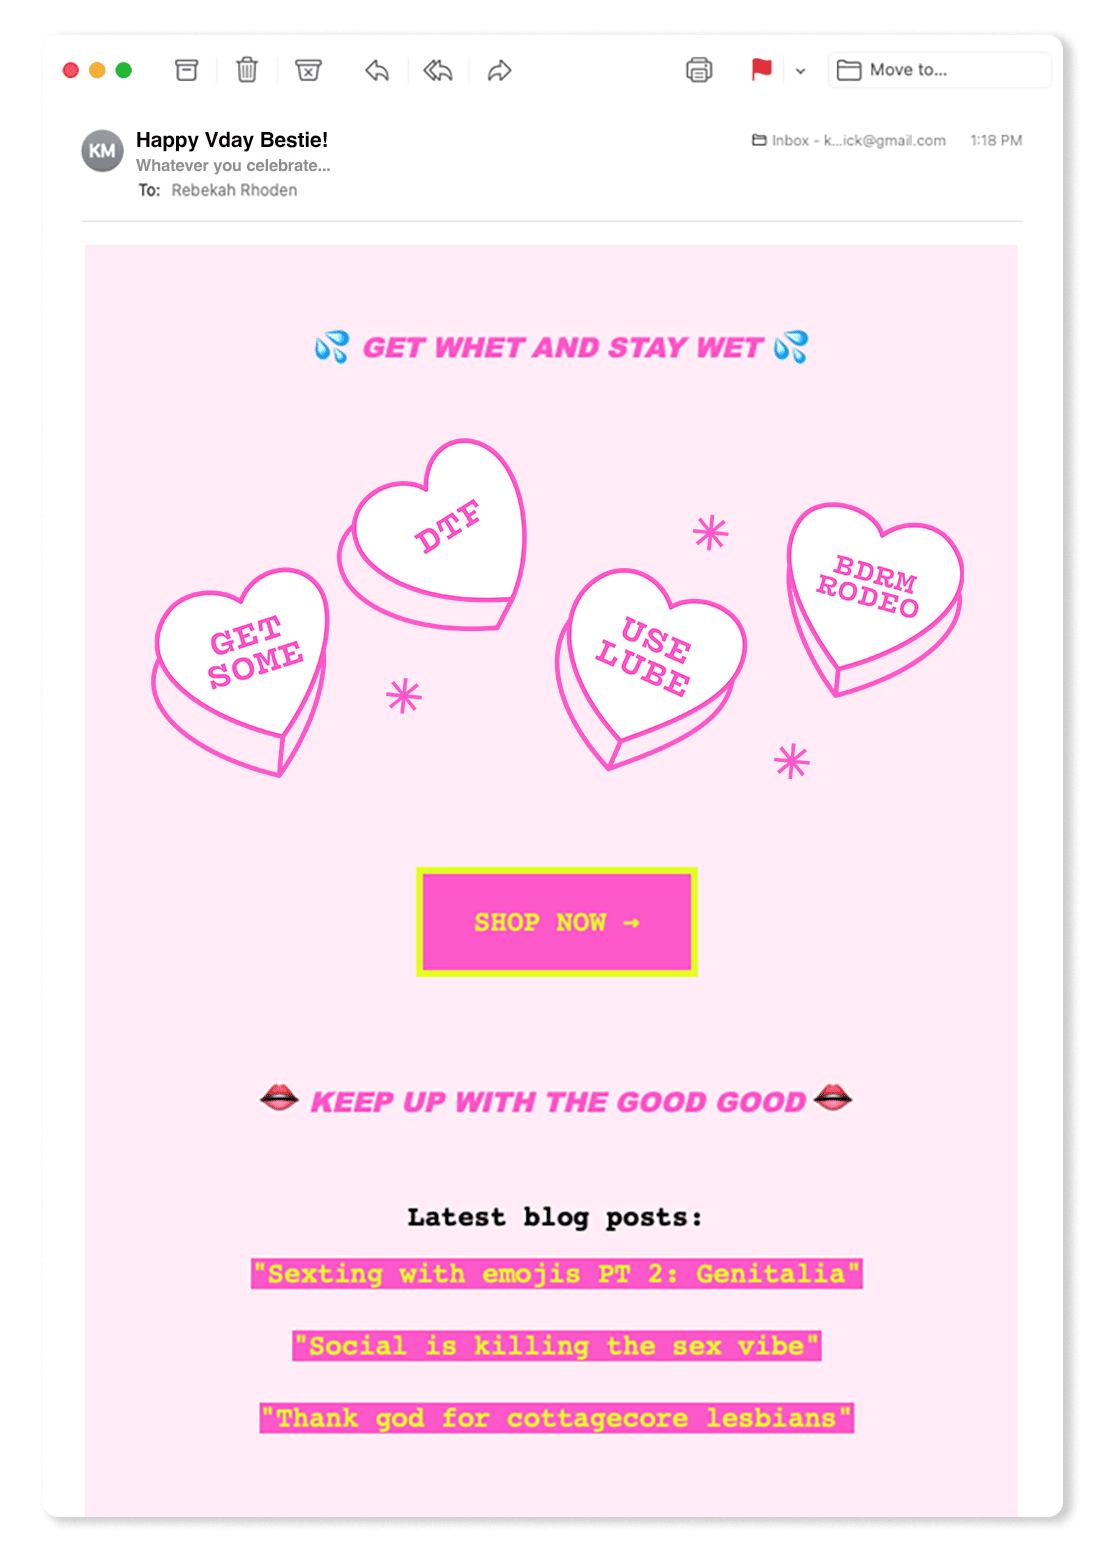 Move to...
KM
Happy Vday Bestie!
Inbox - k...ick@gmail.com 1:18 PM
Whatever you celebrate...
To: Rebekah Rhoden
💦 GET WHET AND STAY WET 💦
DTF
BDRM
RODEO
GET
SOME
USE
LUBE
SHOP NOW →
👄 KEEP UP WITH THE GOOD GOOD 👄
Latest blog posts:
"Sexting with emojis PT 2: Genitalia"
"Social is killing the sex vibe"
"Thank god for cottagecore lesbians"